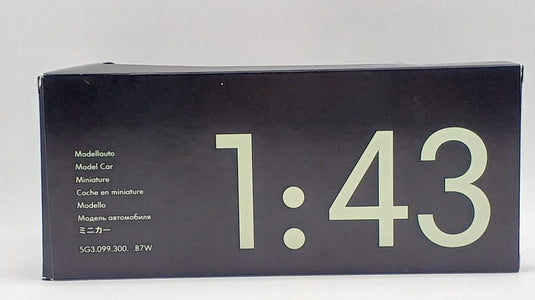 Modellauto
Model Car
Miniature
Coche en miniature
Modello
Модель автомобиля
ミニカー
5G3.099.300. .B7W
1:43